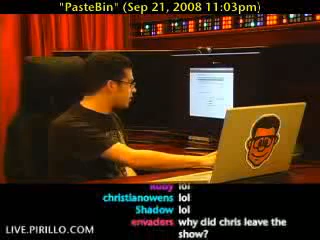 "PasteBin" (Sep 21, 2008 11:03pm)
Ruby lol
christianowens lol
Shadow lol
envaders why did chris leave the
show?
LIVE.PIRILLO.COM